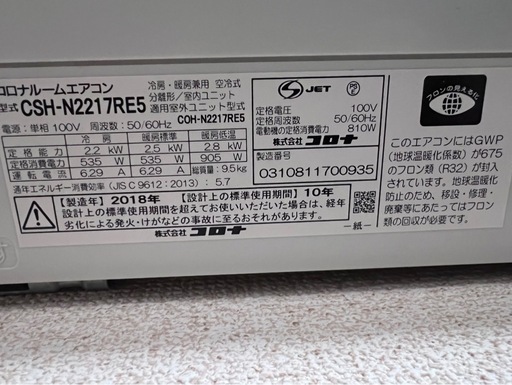 コロナルームエアコン
型式 CSH-N2217RE5
冷房・暖房兼用 空冷式
分離形/室内ユニット
適用室外ユニット型式
COH-N2217RE5
電源:単相 100V 周波数:50/60Hz
冷房 暖房標準 暖房低温
定格能力 2.2 kW 2.5 kW 2.8 kW
定格消費電力 535 W 535 W 905 W
運転電流 6.29 A 6.29 A 総質量:9.5kg
通年エネルギー消費効率 (JIS C 9612:2013):5.7
【製造年】2018年 【設計上の標準使用期間】10年
設計上の標準使用期間を超えてお使いいただいた場合は、経年
劣化による発火・けがなどの事故に至るおそれがあります。
株式会社 コロナ
S JET PS E
定格電圧 100V
定格周波数 50/60Hz
電動機の定格消費電力 810W
株式会社 コロナ
製造番号
0310811700935
―紙―
フロンの見える化
このエアコンにはGWP
(地球温暖化係数)が675
のフロン類(R32)が封入
されています。地球温暖化
防止のため、移設・修理・廃
棄等にあたってはフロン
類の回収が必要です。